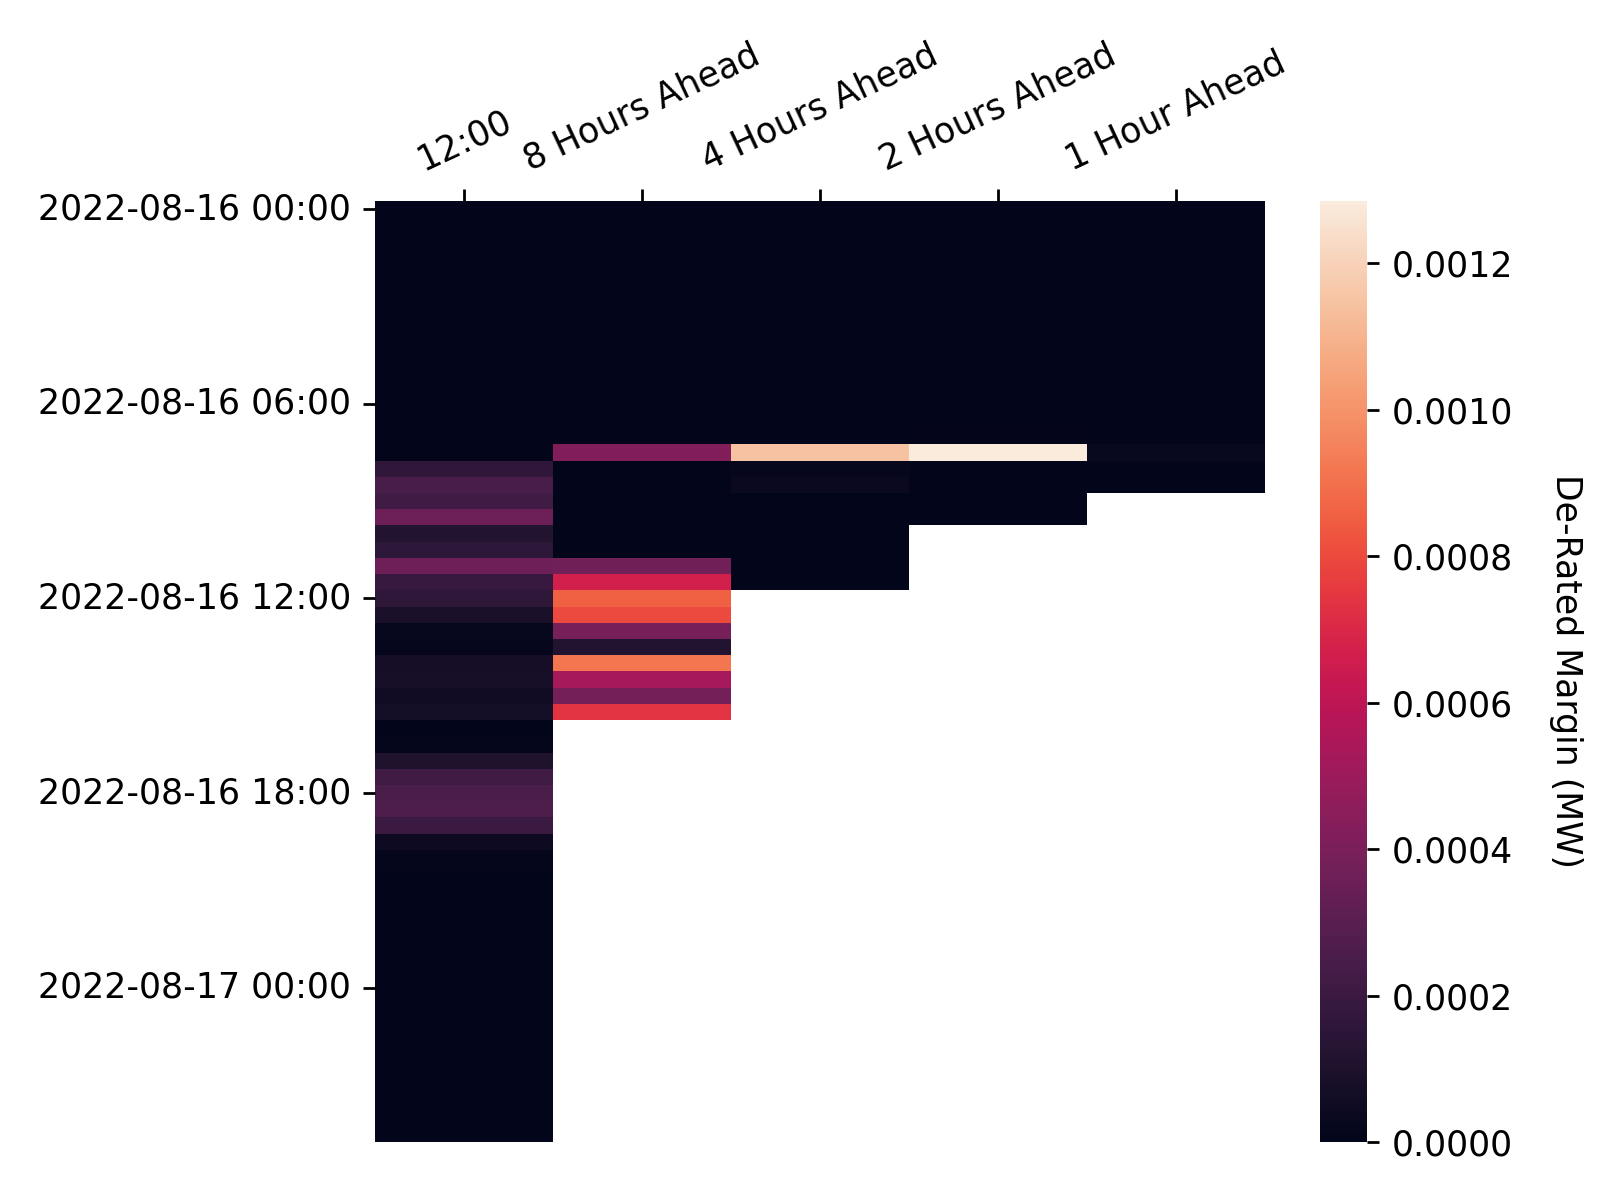 12:00
8 Hours Ahead
4 Hours Ahead
2 Hours Ahead
1 Hour Ahead
2022-08-16 00:00
2022-08-16 06:00
2022-08-16 12:00
2022-08-16 18:00
2022-08-17 00:00
0.0012
0.0010
0.0008
0.0006
0.0004
0.0002
0.0000
De-Rated Margin (MW)